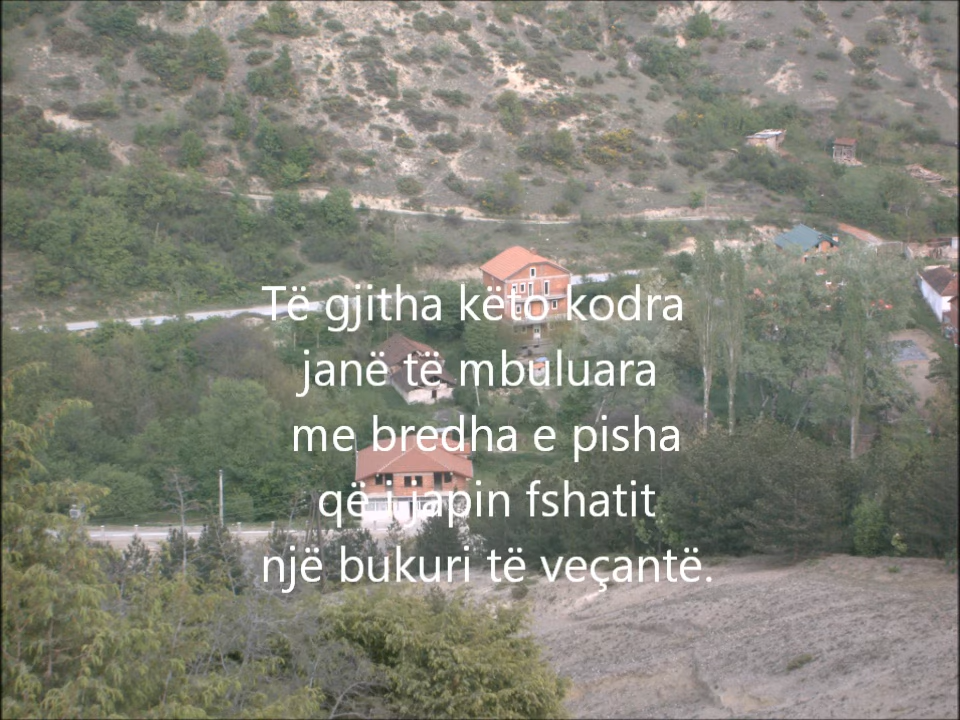 Të gjitha këto kodra
janë të mbuluara
me bredha e pisha
që i japin fshatit
një bukuri të veçantë.